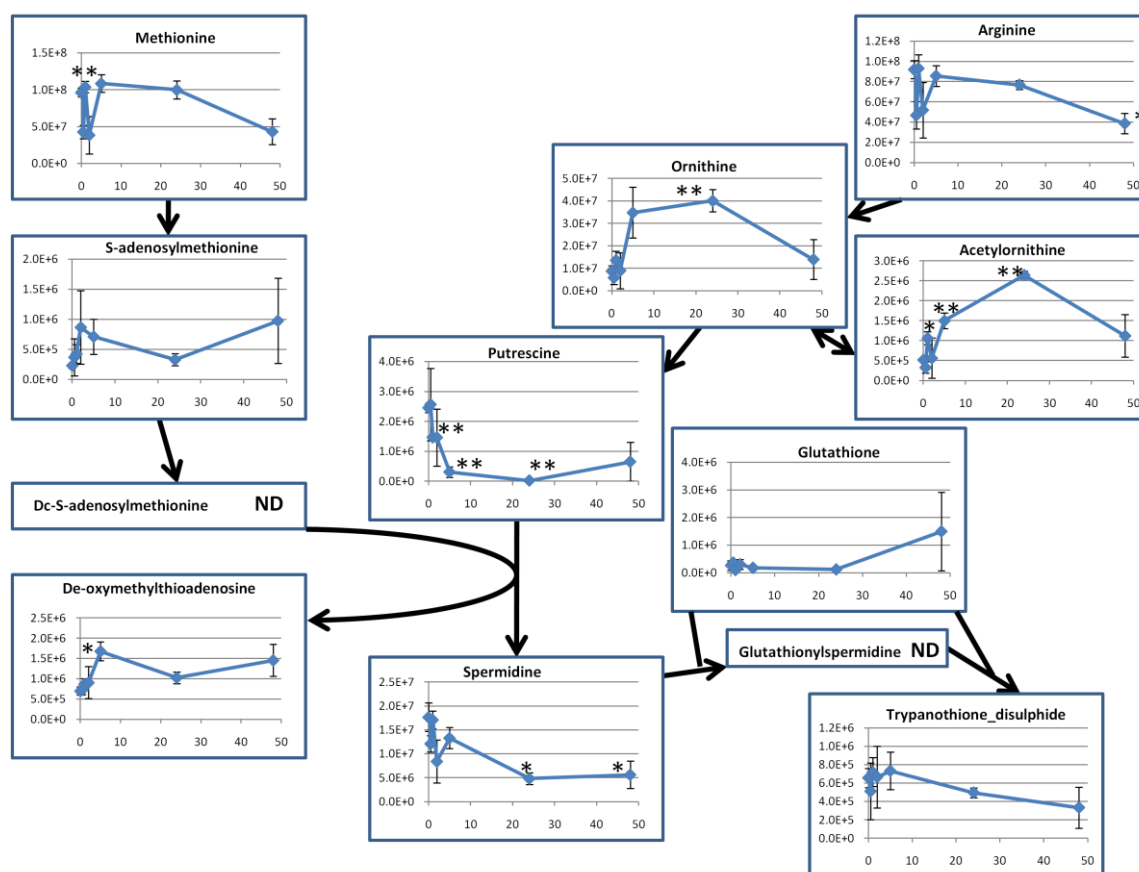 Methionine
1.5E+8
1.0E+8
5.0E+7
0.0E+0
* *
0 10 20 30 40 50
Arginine
1.2E+8
1.0E+8
8.0E+7
6.0E+7
4.0E+7
2.0E+7
0.0E+0
*
0 10 20 30 40 50
Ornithine
5.0E+7
4.0E+7
3.0E+7
2.0E+7
1.0E+7
0.0E+0
**
0 10 20 30 40 50
S-adenosylmethionine
2.0E+6
1.5E+6
1.0E+6
5.0E+5
0.0E+0
0 10 20 30 40 50
Acetylornithine
3.0E+6
2.5E+6
2.0E+6
1.5E+6
1.0E+6
5.0E+5
0.0E+0
*
**
**
0 10 20 30 40 50
Putrescine
4.0E+6
3.0E+6
2.0E+6
1.0E+6
0.0E+0
**
**
**
0 10 20 30 40 50
Glutathione
4.0E+6
3.0E+6
2.0E+6
1.0E+6
0.0E+0
0 10 20 30 40 50
Dc-S-adenosylmethionine ND
De-oxymethylthioadenosine
2.5E+6
2.0E+6
1.5E+6
1.0E+6
5.0E+5
0.0E+0
*
0 10 20 30 40 50
Glutathionylspermidine ND
Spermidine
2.5E+7
2.0E+7
1.5E+7
1.0E+7
5.0E+6
0.0E+0
*
*
0 10 20 30 40 50
Trypanothione_disulphide
1.2E+6
1.0E+6
8.0E+5
6.0E+5
4.0E+5
2.0E+5
0.0E+0
0 10 20 30 40 50